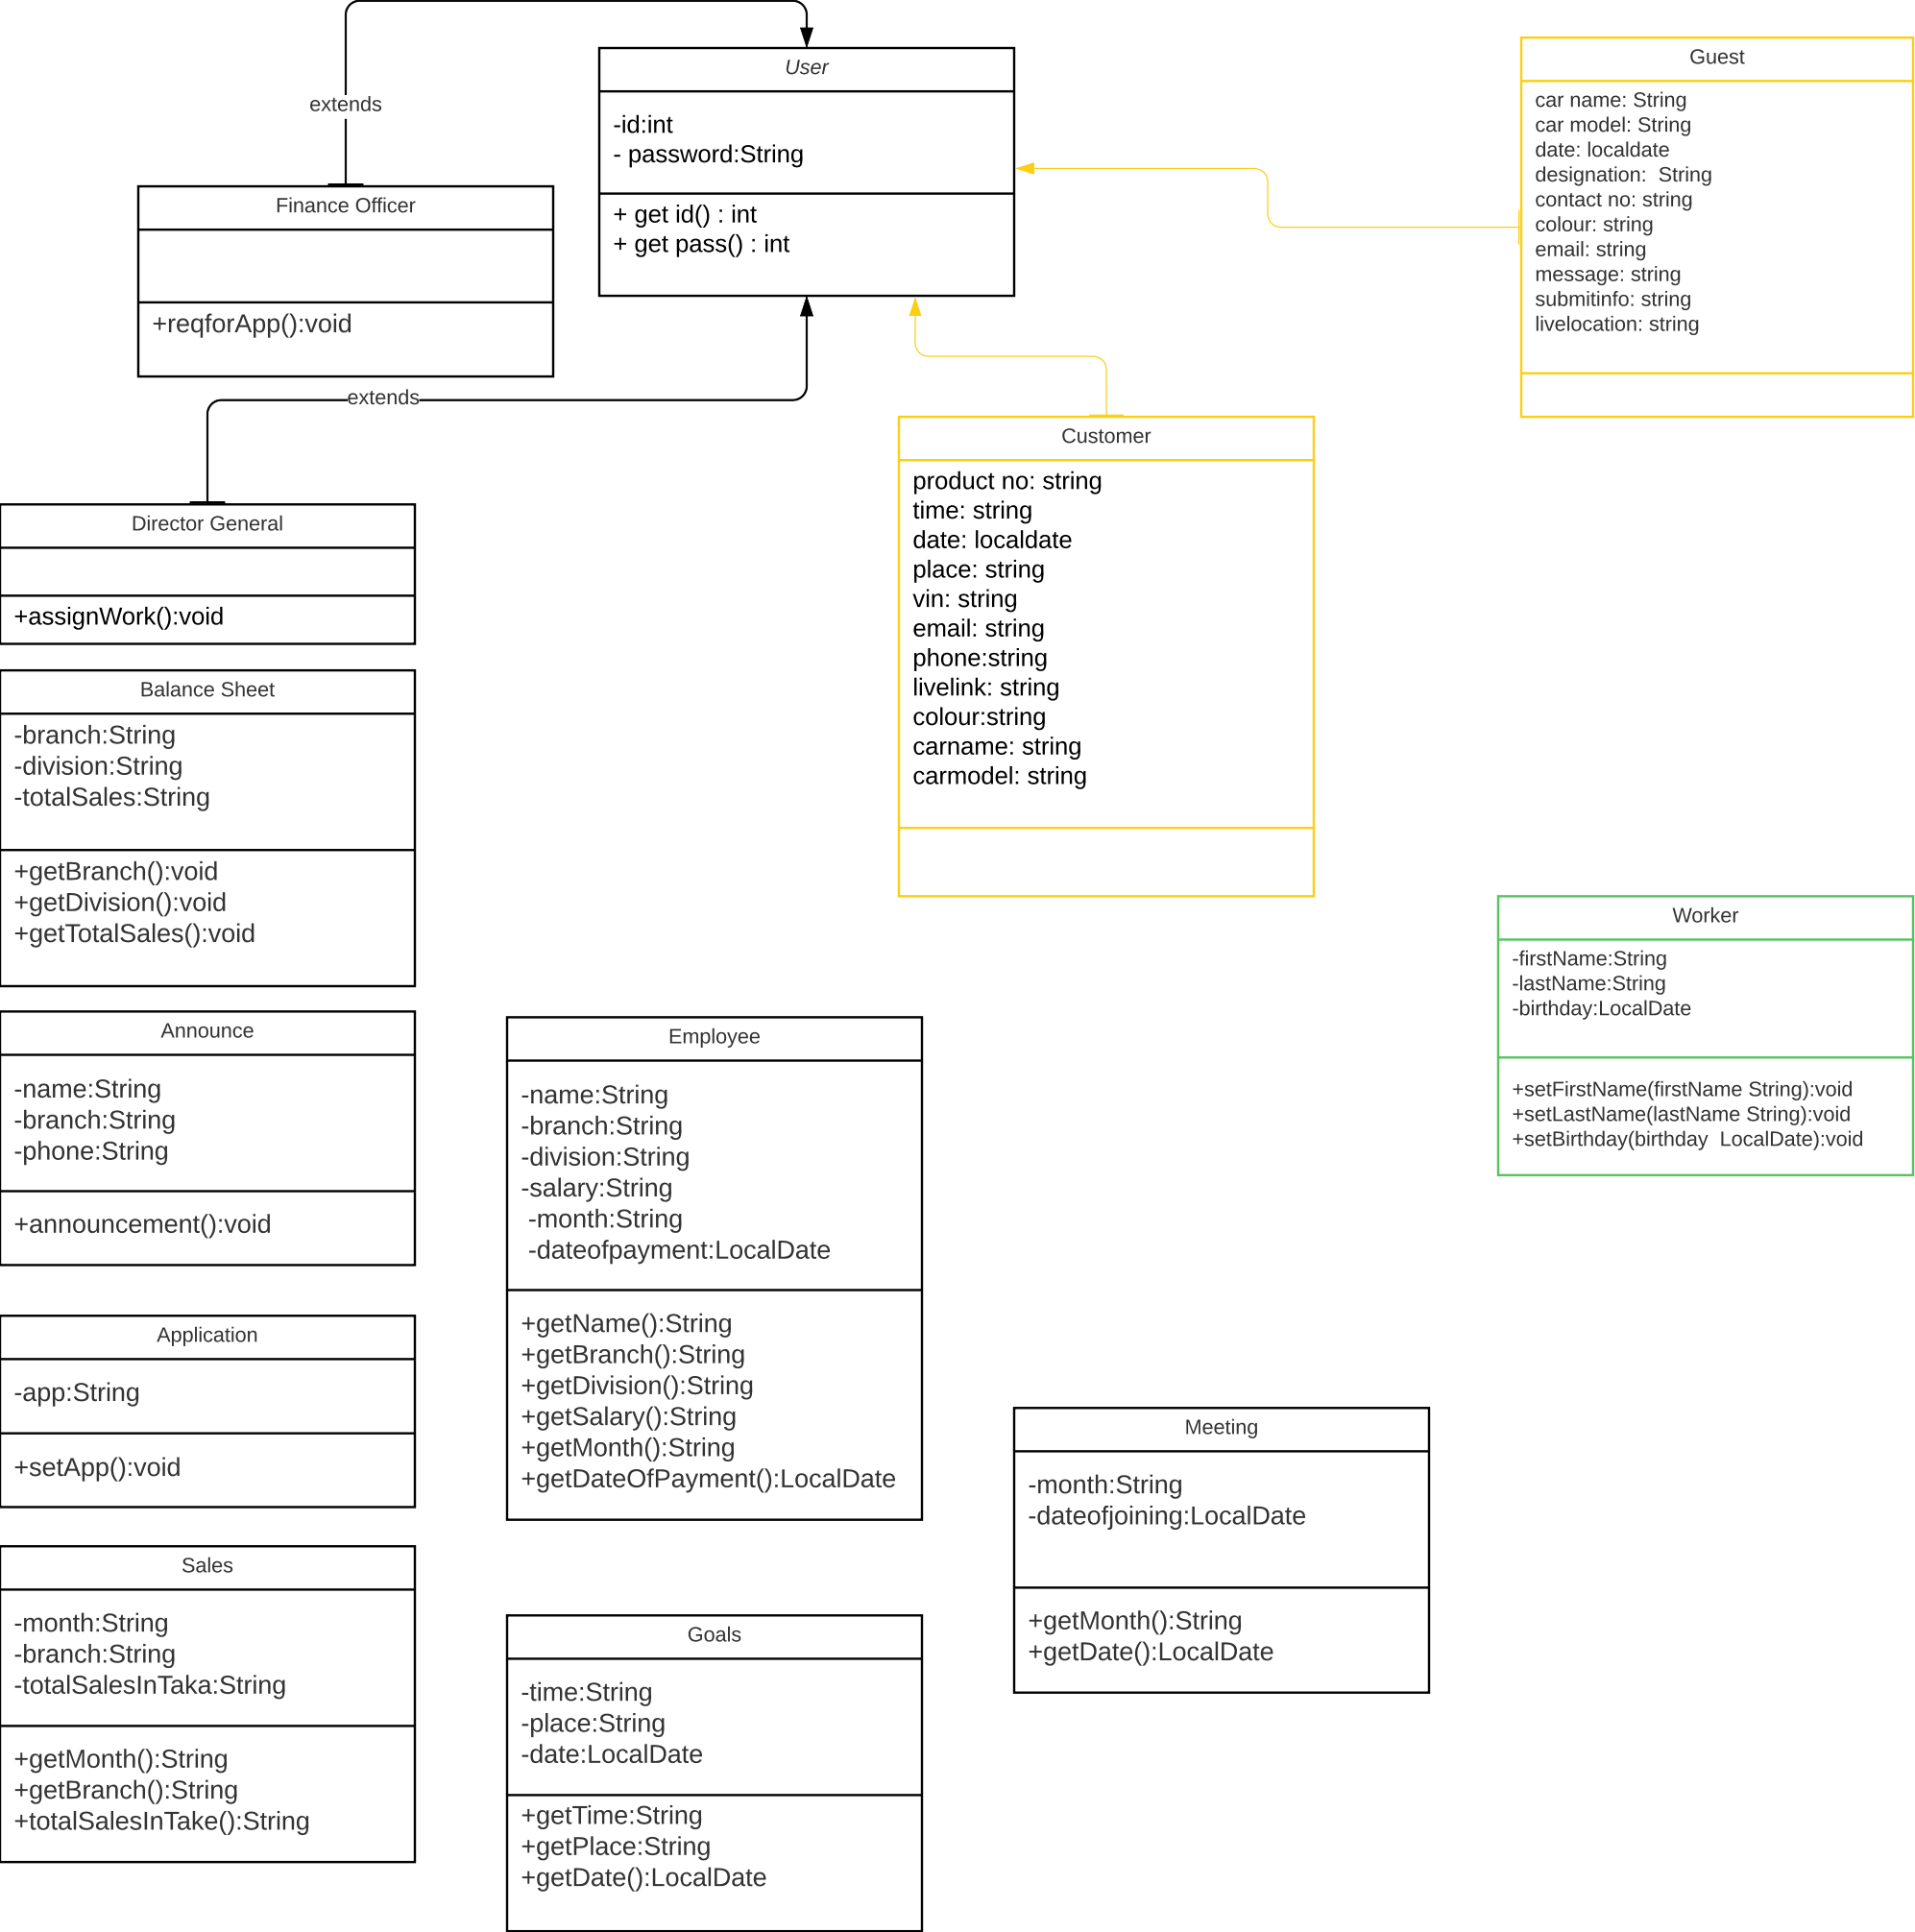 extends
User
-id:int
- password:String
+ get id() : int
+ get pass() : int
Guest
car name: String
car model: String
date: localdate
designation:  String
contact no: string
colour: string
email: string
message: string
submitinfo: string
livelocation: string
Finance Officer
+reqforApp():void
extends
Customer
product no: string
time: string
date: localdate
place: string
vin: string
email: string
phone:string
livelink: string
colour:string
carname: string
carmodel: string
Director General
+assignWork():void
Balance Sheet
-branch:String
-division:String
-totalSales:String
+getBranch():void
+getDivision():void
+getTotalSales():void
Worker
-firstName:String
-lastName:String
-birthday:LocalDate
+setFirstName(firstName String):void
+setLastName(lastName String):void
+setBirthday(birthday  LocalDate):void
Announce
-name:String
-branch:String
-phone:String
+announcement():void
Employee
-name:String
-branch:String
-division:String
-salary:String
-month:String
-dateofpayment:LocalDate
+getName():String
+getBranch():String
+getDivision():String
+getSalary():String
+getMonth():String
+getDateOfPayment():LocalDate
Application
-app:String
+setApp():void
Meeting
-month:String
-dateofjoining:LocalDate
+getMonth():String
+getDate():LocalDate
Sales
-month:String
-branch:String
-totalSalesInTaka:String
+getMonth():String
+getBranch():String
+totalSalesInTake():String
Goals
-time:String
-place:String
-date:LocalDate
+getTime:String
+getPlace:String
+getDate():LocalDate